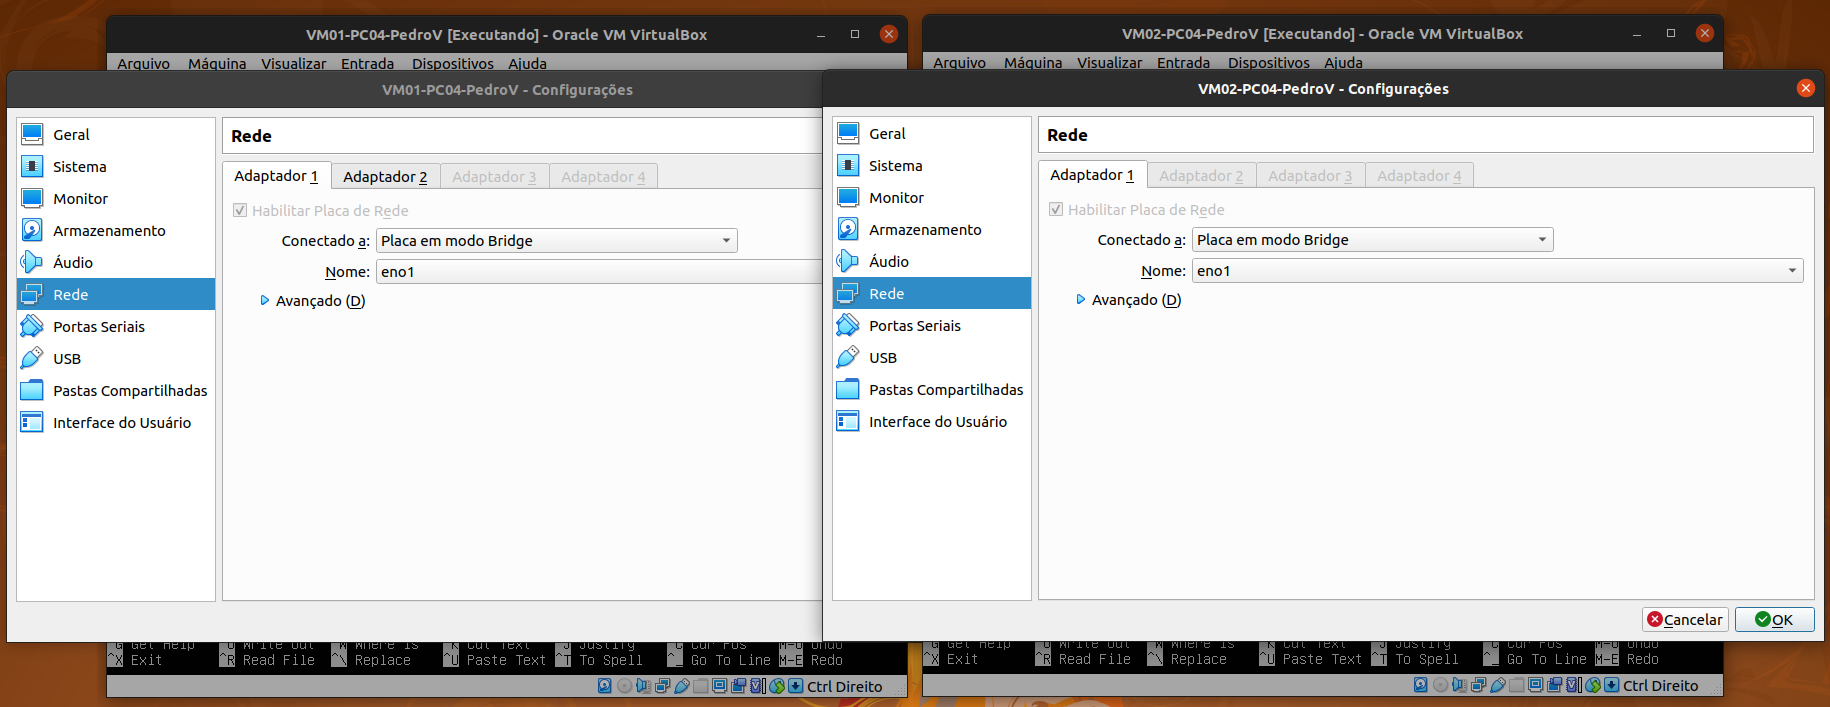 VM01-PC04-PedroV [Executando] - Oracle VM VirtualBox
Arquivo Máquina Visualizar Entrada Dispositivos Ajuda
VM01-PC04-PedroV - Configurações
Geral
Sistema
Monitor
Armazenamento
Áudio
Rede
Portas Seriais
USB
Pastas Compartilhadas
Interface do Usuário
Rede
Adaptador 1 Adaptador 2 Adaptador 3 Adaptador 4
Habilitar Placa de Rede
Conectado a: Placa em modo Bridge
Nome: eno1
Avançado (D)
^G Get Help ^O Write Out ^W Where Is ^K Cut Text ^J Justify ^C Cur Pos M-U Undo
^X Exit ^R Read File ^\ Replace ^U Paste Text ^T To Spell ^_ Go To Line M-E Redo
Ctrl Direito
VM02-PC04-PedroV [Executando] - Oracle VM VirtualBox
Arquivo Máquina Visualizar Entrada Dispositivos Ajuda
VM02-PC04-PedroV - Configurações
Geral
Sistema
Monitor
Armazenamento
Áudio
Rede
Portas Seriais
USB
Pastas Compartilhadas
Interface do Usuário
Rede
Adaptador 1 Adaptador 2 Adaptador 3 Adaptador 4
Habilitar Placa de Rede
Conectado a: Placa em modo Bridge
Nome: eno1
Avançado (D)
Cancelar OK
^G Get Help ^O Write Out ^W Where Is ^K Cut Text ^J Justify ^C Cur Pos M-U Undo
^X Exit ^R Read File ^\ Replace ^U Paste Text ^T To Spell ^_ Go To Line M-E Redo
Ctrl Direito